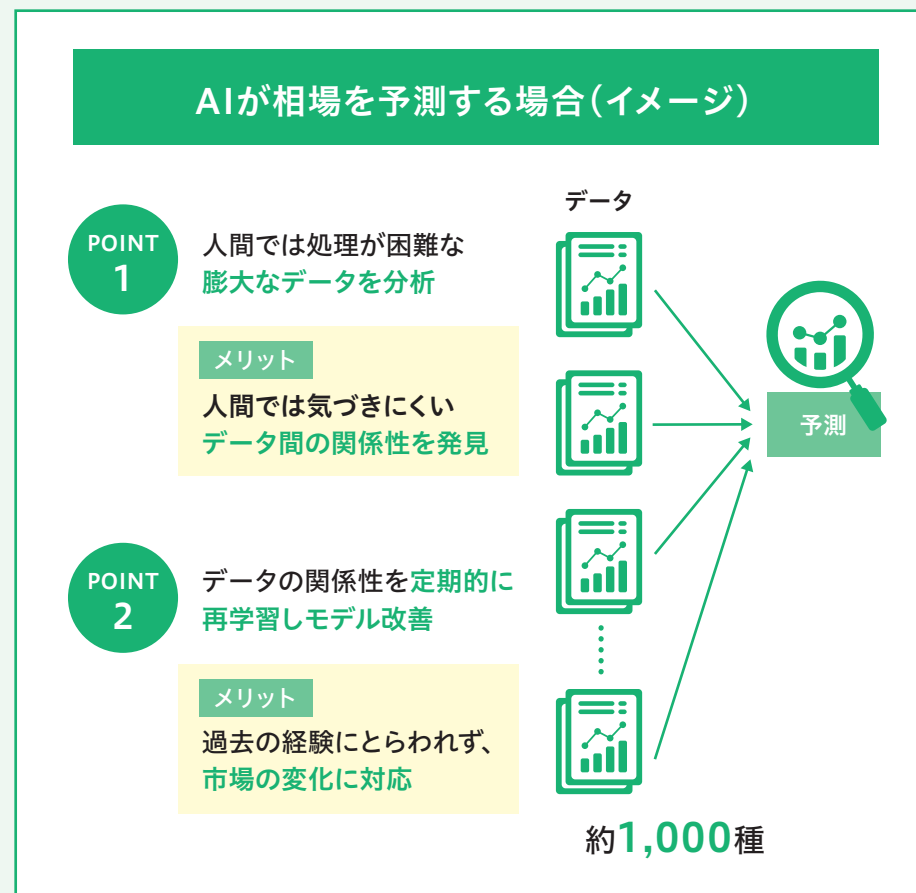 AIが相場を予測する場合(イメージ)
データ
POINT
1
人間では処理が困難な
膨大なデータを分析
メリット
人間では気づきにくい
データ間の関係性を発見
予測
POINT
2
データの関係性を定期的に
再学習しモデル改善
メリット
過去の経験にとらわれず、
市場の変化に対応
約1,000種